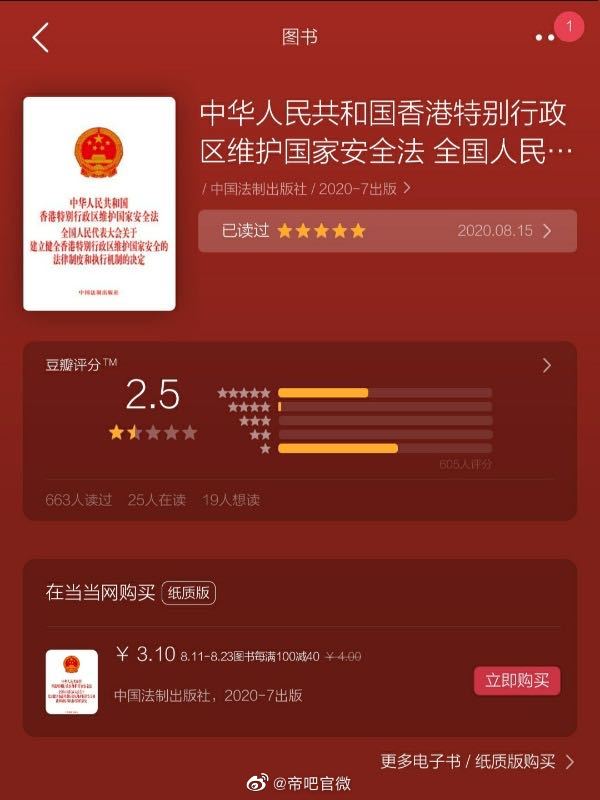 图书
1
中华人民共和国香港特别行政
区维护国家安全法 全国人民…
/ 中国法制出版社 / 2020-7出版
已读过
2020.08.15
中华人民共和国
香港特别行政区维护国家安全法
全国人民代表大会关于
建立健全香港特别行政区维护国家安全的
法律制度和执行机制的决定
中国法制出版社
豆瓣评分™
2.5
605人评分
663人读过 25人在读 19人想读
在当当网购买 纸质版
¥ 3.10 8.11-8.23图书每满100减40 ¥ 4.00
中国法制出版社，2020-7出版
立即购买
更多电子书 / 纸质版购买
@帝吧官微